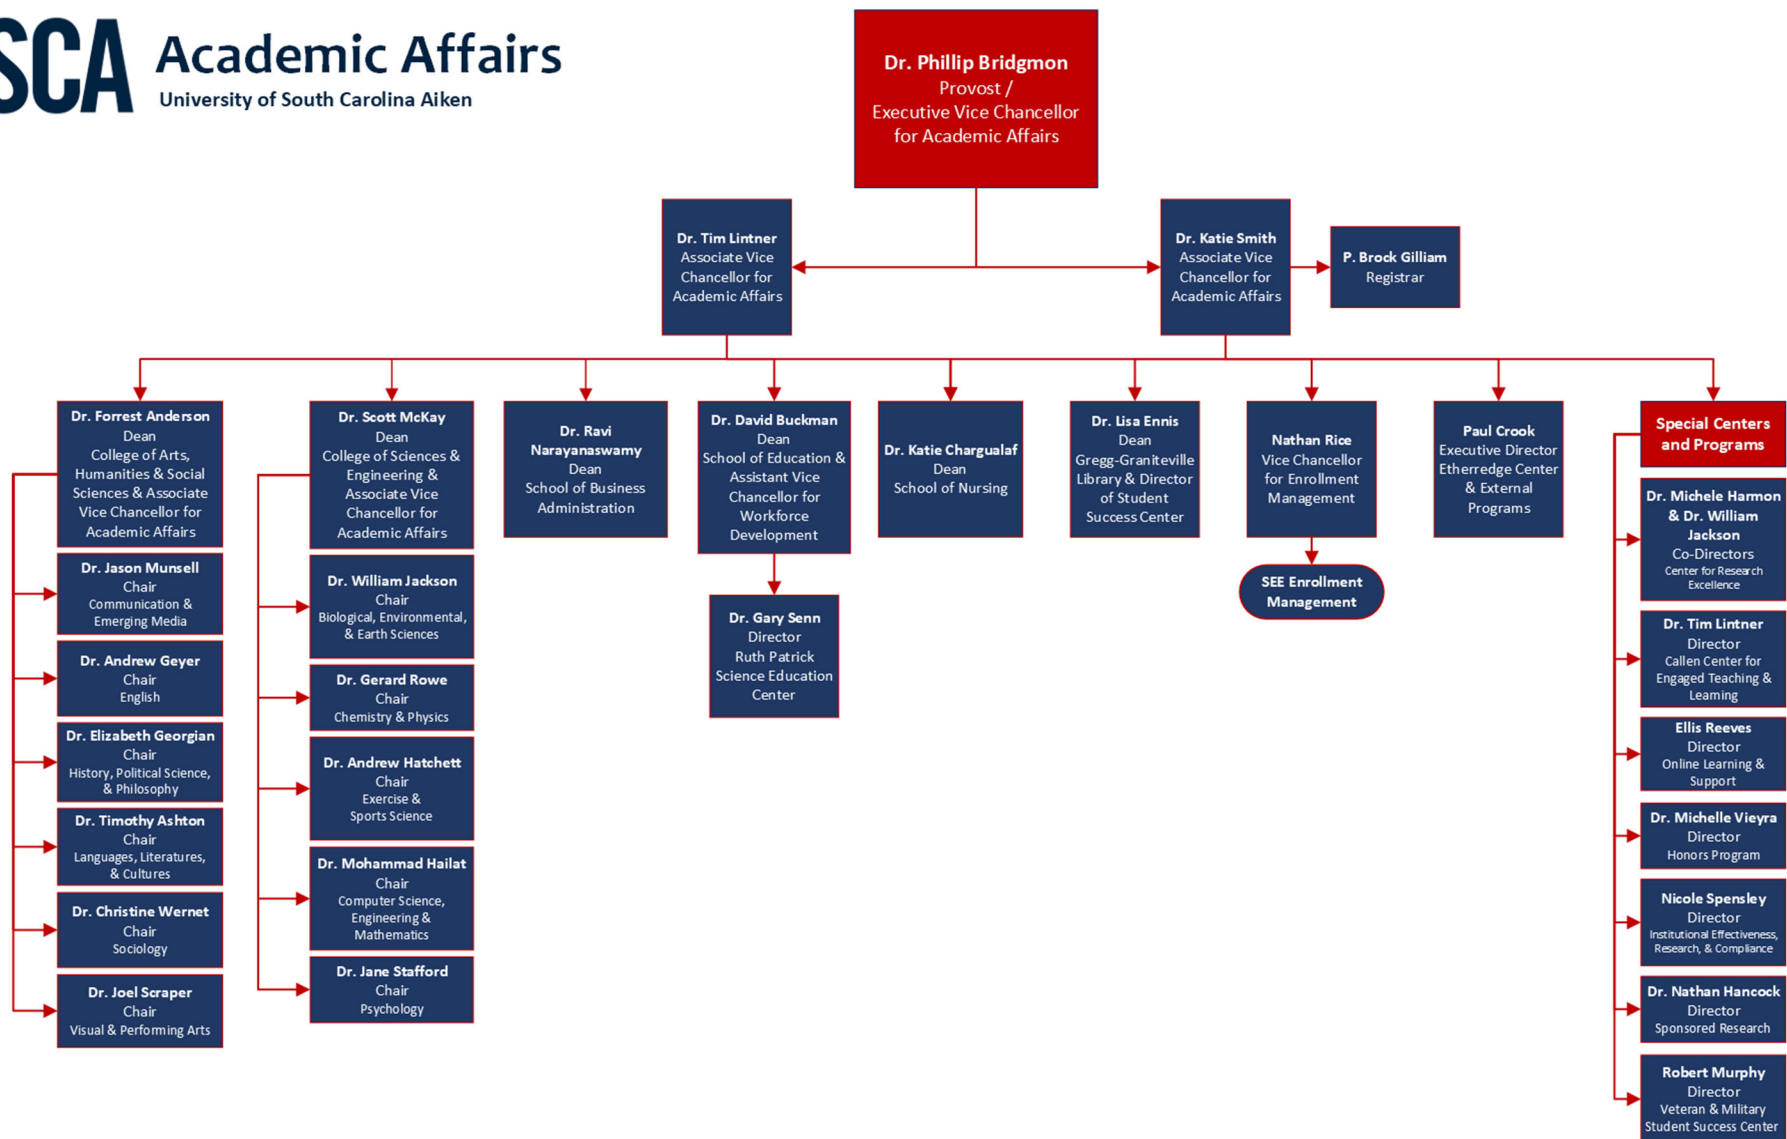 SCA
Academic Affairs
University of South Carolina Aiken
Dr. Phillip Bridgmon
Provost /
Executive Vice Chancellor
for Academic Affairs
Dr. Tim Lintner
Associate Vice
Chancellor for
Academic Affairs
Dr. Katie Smith
Associate Vice
Chancellor for
Academic Affairs
P. Brock Gilliam
Registrar
Dr. Forrest Anderson
Dean
College of Arts,
Humanities & Social
Sciences & Associate
Vice Chancellor for
Academic Affairs
Dr. Jason Munsell
Chair
Communication &
Emerging Media
Dr. Andrew Geyer
Chair
English
Dr. Elizabeth Georgian
Chair
History, Political Science,
& Philosophy
Dr. Timothy Ashton
Chair
Languages, Literatures,
& Cultures
Dr. Christine Wernet
Chair
Sociology
Dr. Joel Scraper
Chair
Visual & Performing Arts
Dr. Scott McKay
Dean
College of Sciences &
Engineering &
Associate Vice
Chancellor for
Academic Affairs
Dr. William Jackson
Chair
Biological, Environmental,
& Earth Sciences
Dr. Gerard Rowe
Chair
Chemistry & Physics
Dr. Andrew Hatchett
Chair
Exercise &
Sports Science
Dr. Mohammad Hailat
Chair
Computer Science,
Engineering &
Mathematics
Dr. Jane Stafford
Chair
Psychology
Dr. Ravi
Narayanaswamy
Dean
School of Business
Administration
Dr. David Buckman
Dean
School of Education &
Assistant Vice
Chancellor for
Workforce
Development
Dr. Gary Senn
Director
Ruth Patrick
Science Education
Center
Dr. Katie Chargualaf
Dean
School of Nursing
Dr. Lisa Ennis
Dean
Gregg-Graniteville
Library & Director
of Student
Success Center
Nathan Rice
Vice Chancellor
for Enrollment
Management
SEE Enrollment
Management
Paul Crook
Executive Director
Etherredge Center
& External
Programs
Special Centers
and Programs
Dr. Michele Harmon
& Dr. William
Jackson
Co-Directors
Center for Research
Excellence
Dr. Tim Lintner
Director
Callen Center for
Engaged Teaching &
Learning
Ellis Reeves
Director
Online Learning &
Support
Dr. Michelle Vieyra
Director
Honors Program
Nicole Spensley
Director
Institutional Effectiveness,
Research, & Compliance
Dr. Nathan Hancock
Director
Sponsored Research
Robert Murphy
Director
Veteran & Military
Student Success Center